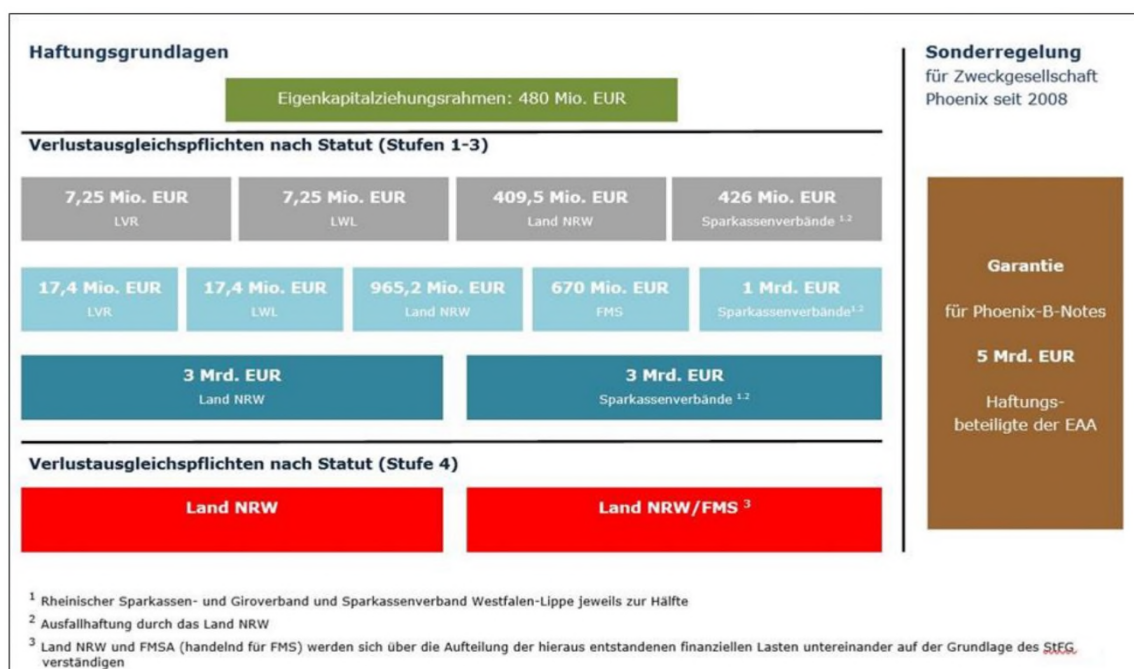 Haftungsgrundlagen
Eigenkapitalziehungsrahmen: 480 Mio. EUR
Verlustausgleichspflichten nach Statut (Stufen 1-3)
7,25 Mio. EUR
LVR
7,25 Mio. EUR
LWL
409,5 Mio. EUR
Land NRW
426 Mio. EUR
Sparkassenverbände 1.2
17,4 Mio. EUR
LVR
17,4 Mio. EUR
LWL
965,2 Mio. EUR
Land NRW
670 Mio. EUR
FMS
1 Mrd. EUR
Sparkassenverbände1.2
3 Mrd. EUR
Land NRW
3 Mrd. EUR
Sparkassenverbände 1.2
Verlustausgleichspflichten nach Statut (Stufe 4)
Land NRW
Land NRW/FMS 3
Sonderregelung
für Zweckgesellschaft
Phoenix seit 2008
Garantie
für Phoenix-B-Notes
5 Mrd. EUR
Haftungs-
beteiligte der EAA
1 Rheinischer Sparkassen- und Giroverband und Sparkassenverband Westfalen-Lippe jeweils zur Hälfte
2 Ausfallhaftung durch das Land NRW
3 Land NRW und FMSA (handelnd für FMS) werden sich über die Aufteilung der hieraus entstandenen finanziellen Lasten untereinander auf der Grundlage des StFG
verständigen